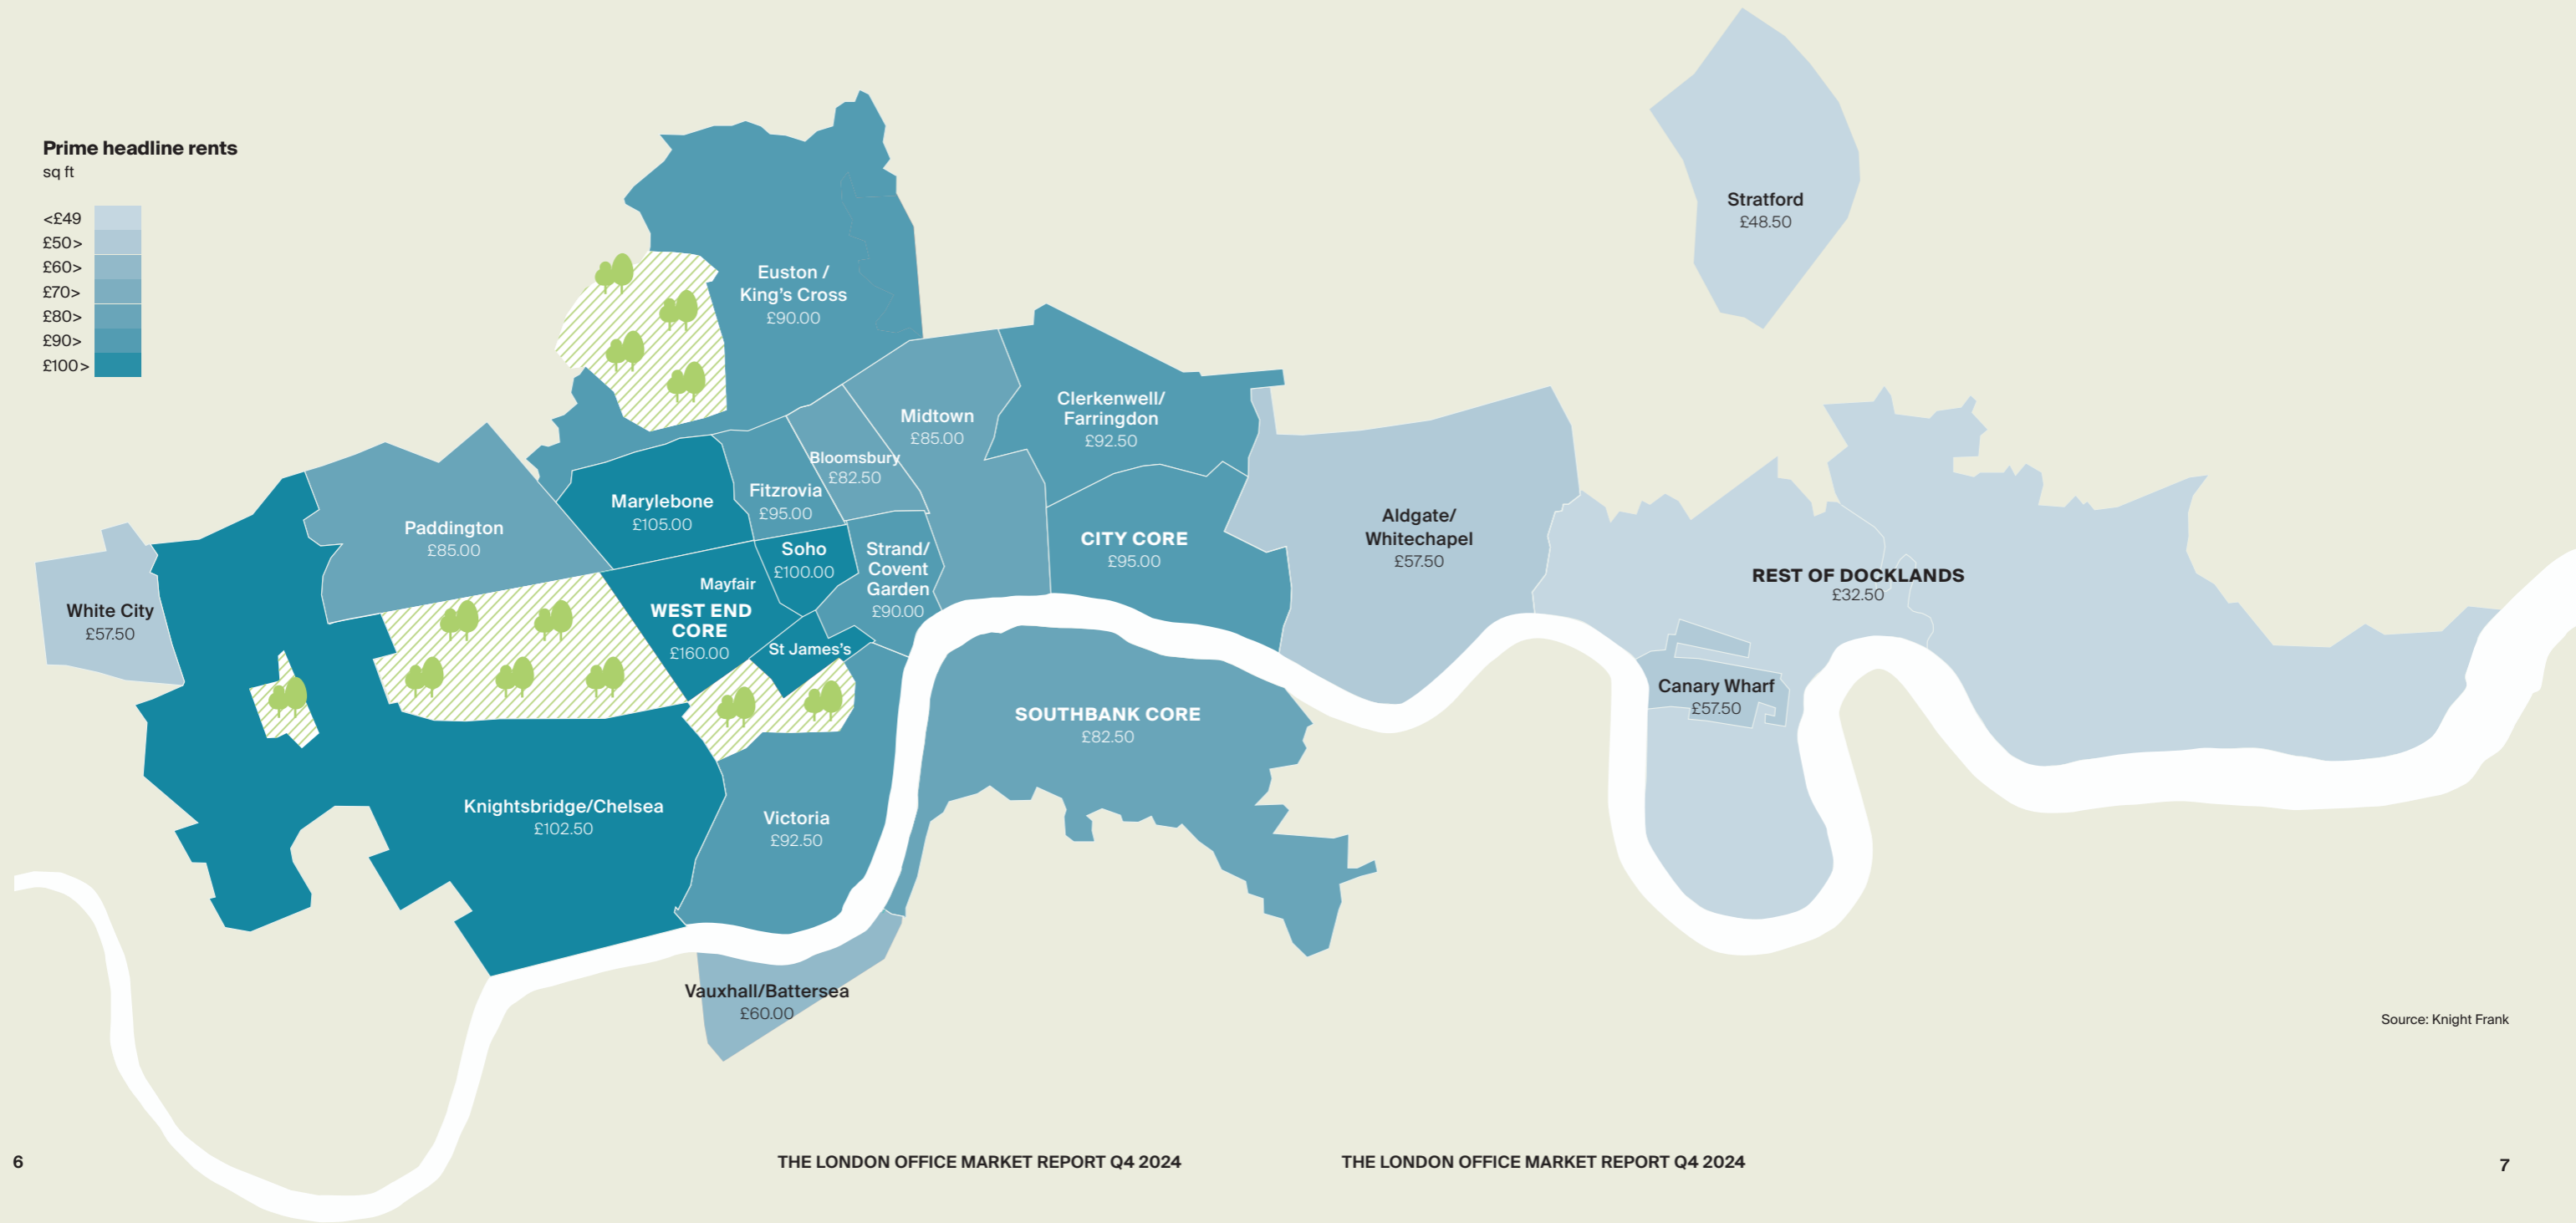 Prime headline rents
sq ft
<£49
£50>
£60>
£70>
£80>
£90>
£100>
Stratford
£48.50
Euston /
King’s Cross
£90.00
Midtown
£85.00
Clerkenwell/
Farringdon
£92.50
Bloomsbury
£82.50
Fitzrovia
£95.00
Marylebone
£105.00
Paddington
£85.00
White City
£57.50
Soho
£100.00
Mayfair
WEST END
CORE
£160.00
St James’s
Strand/
Covent
Garden
£90.00
CITY CORE
£95.00
Aldgate/
Whitechapel
£57.50
REST OF DOCKLANDS
£32.50
Canary Wharf
£57.50
SOUTHBANK CORE
£82.50
Knightsbridge/Chelsea
£102.50
Victoria
£92.50
Vauxhall/Battersea
£60.00
Source: Knight Frank
6
THE LONDON OFFICE MARKET REPORT Q4 2024
THE LONDON OFFICE MARKET REPORT Q4 2024
7